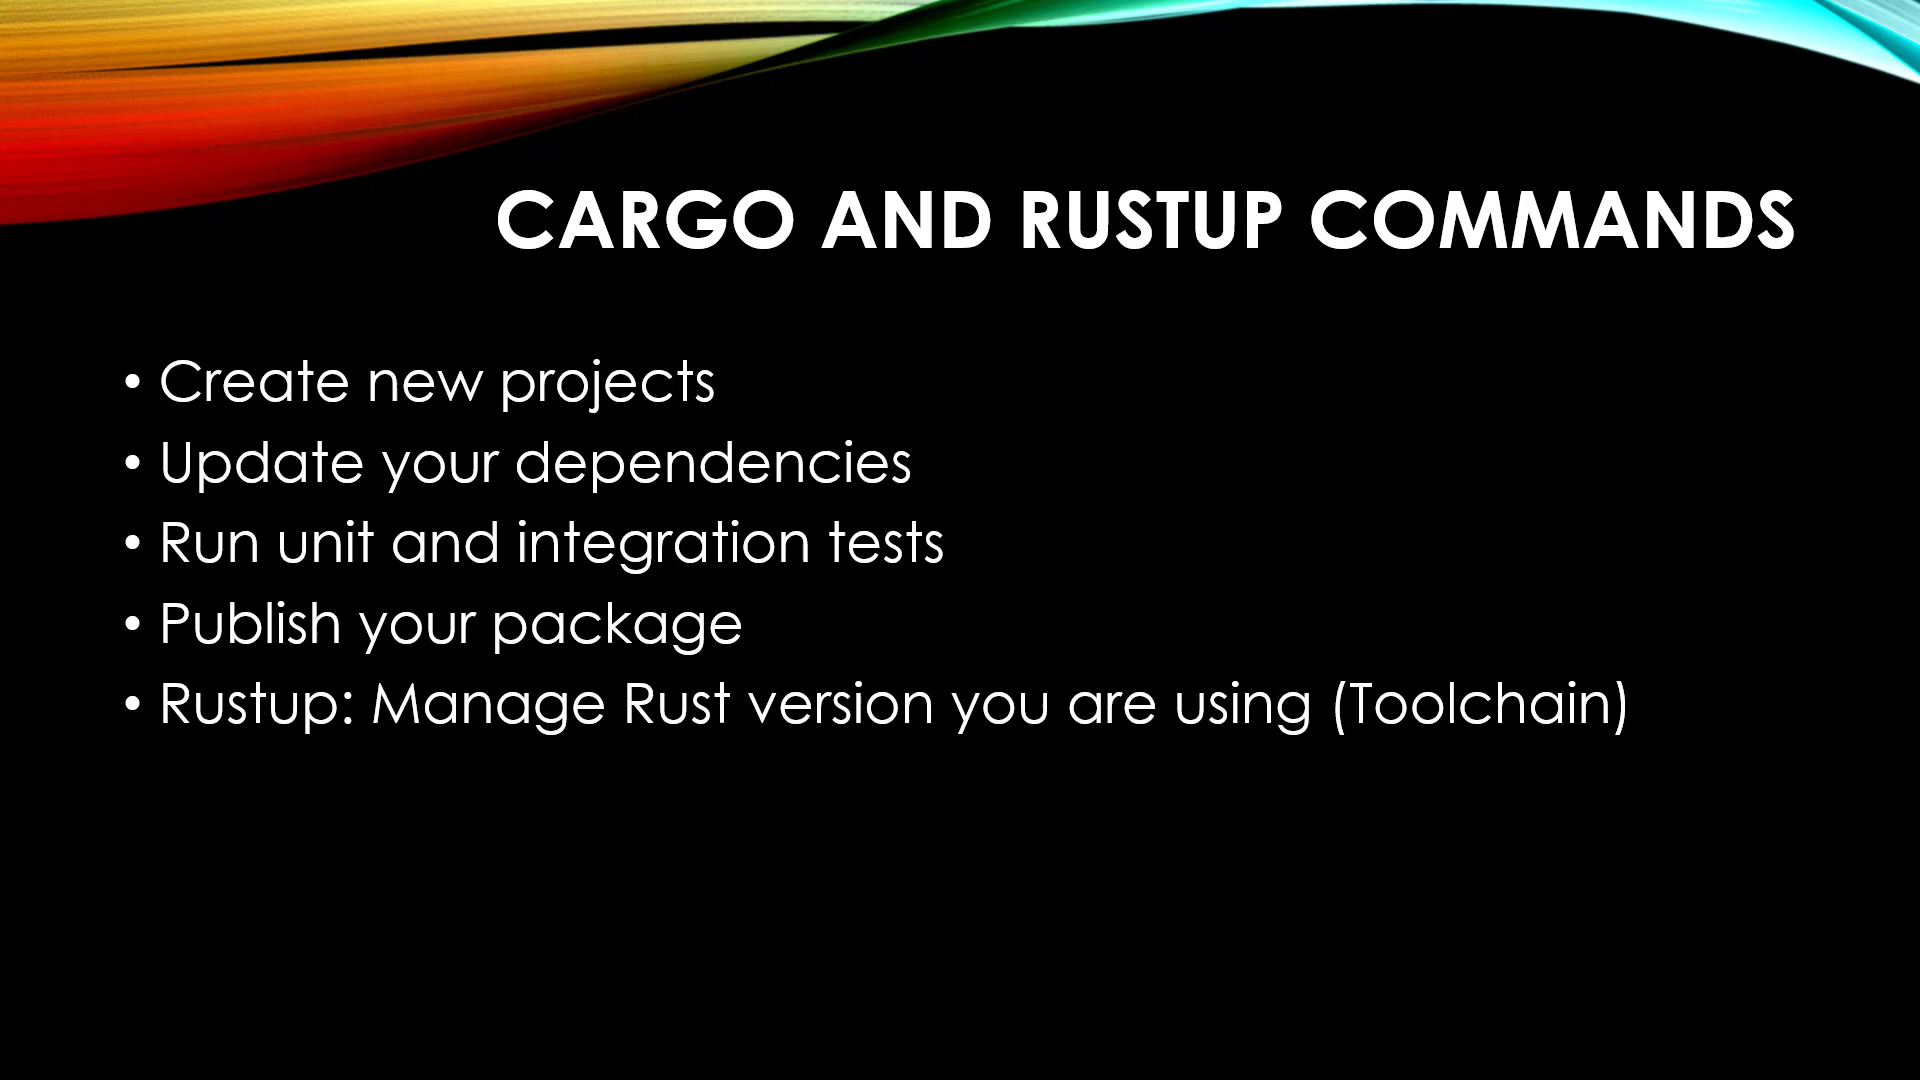 CARGO AND RUSTUP COMMANDS
• Create new projects
• Update your dependencies
• Run unit and integration tests
• Publish your package
• Rustup: Manage Rust version you are using (Toolchain)